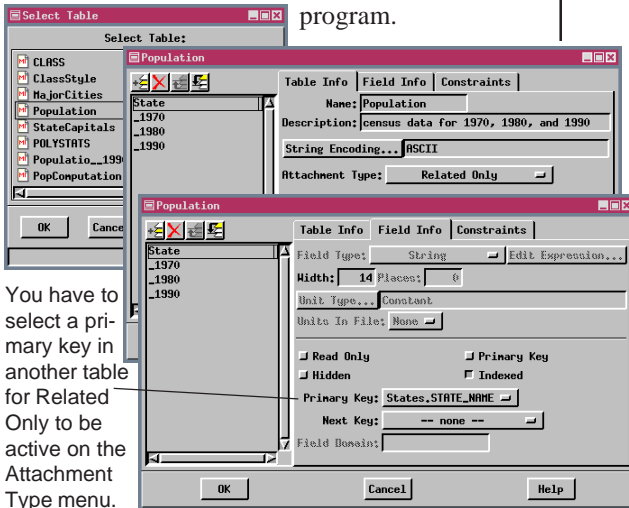 program.
Select Table
Select Table:
CLASS
ClassStyle
MajorCities
Population
StateCapitals
POLYSTATS
Populatio__199
PopComputation
OK
Cance
Population
Table Info
Field Info
Constraints
State
_1970
_1980
_1990
Name: Population
Description: census data for 1970, 1980, and 1990
String Encoding... ASCII
Attachment Type: Related Only
Population
Table Info
Field Info
Constraints
State
_1970
_1980
_1990
Field Type: String Edit Expression...
Width: 14 Places: 0
Unit Type... Constant
Units In File: None
Read Only Primary Key
Hidden Indexed
Primary Key: States.STATE_NAME
Next Key: -- none --
Field Domain:
OK Cancel Help
You have to
select a pri-
mary key in
another table
for Related
Only to be
active on the
Attachment
Type menu.